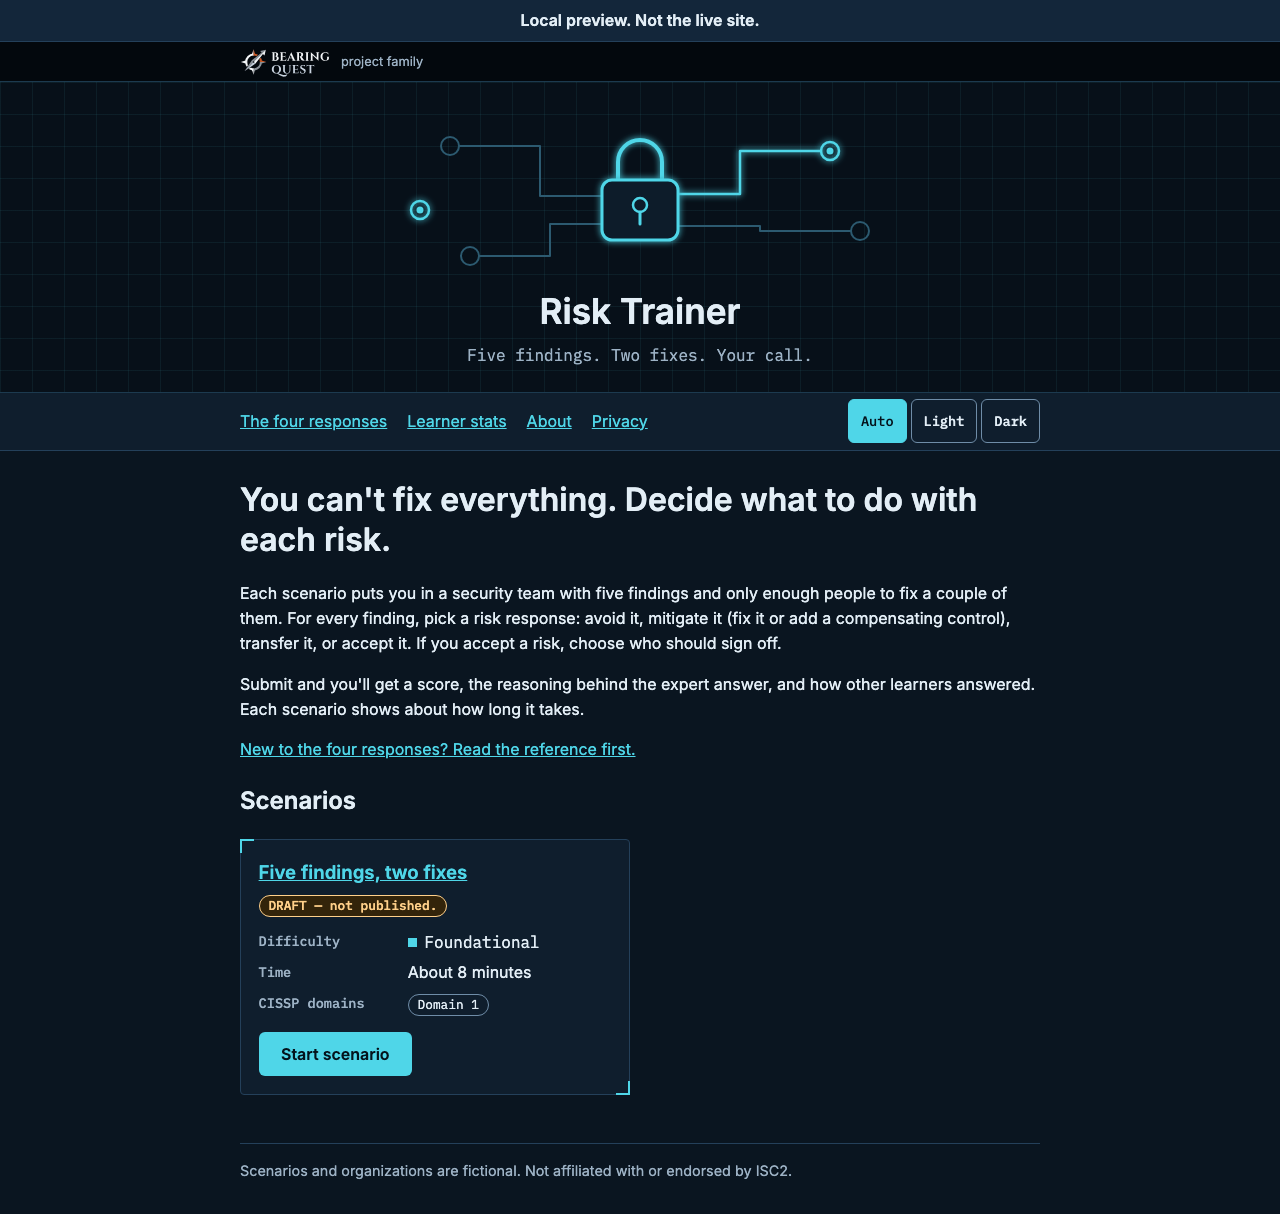 Local preview. Not the live site.
BEARING
QUEST
project family
Risk Trainer
Five findings. Two fixes. Your call.
The four responses Learner stats About Privacy Auto Light Dark
You can't fix everything. Decide what to do with
each risk.
Each scenario puts you in a security team with five findings and only enough people to fix a couple of
them. For every finding, pick a risk response: avoid it, mitigate it (fix it or add a compensating control),
transfer it, or accept it. If you accept a risk, choose who should sign off.
Submit and you'll get a score, the reasoning behind the expert answer, and how other learners answered.
Each scenario shows about how long it takes.
New to the four responses? Read the reference first.
Scenarios
Five findings, two fixes
DRAFT — not published.
Difficulty Foundational
Time About 8 minutes
CISSP domains Domain 1
Start scenario
Scenarios and organizations are fictional. Not affiliated with or endorsed by ISC2.